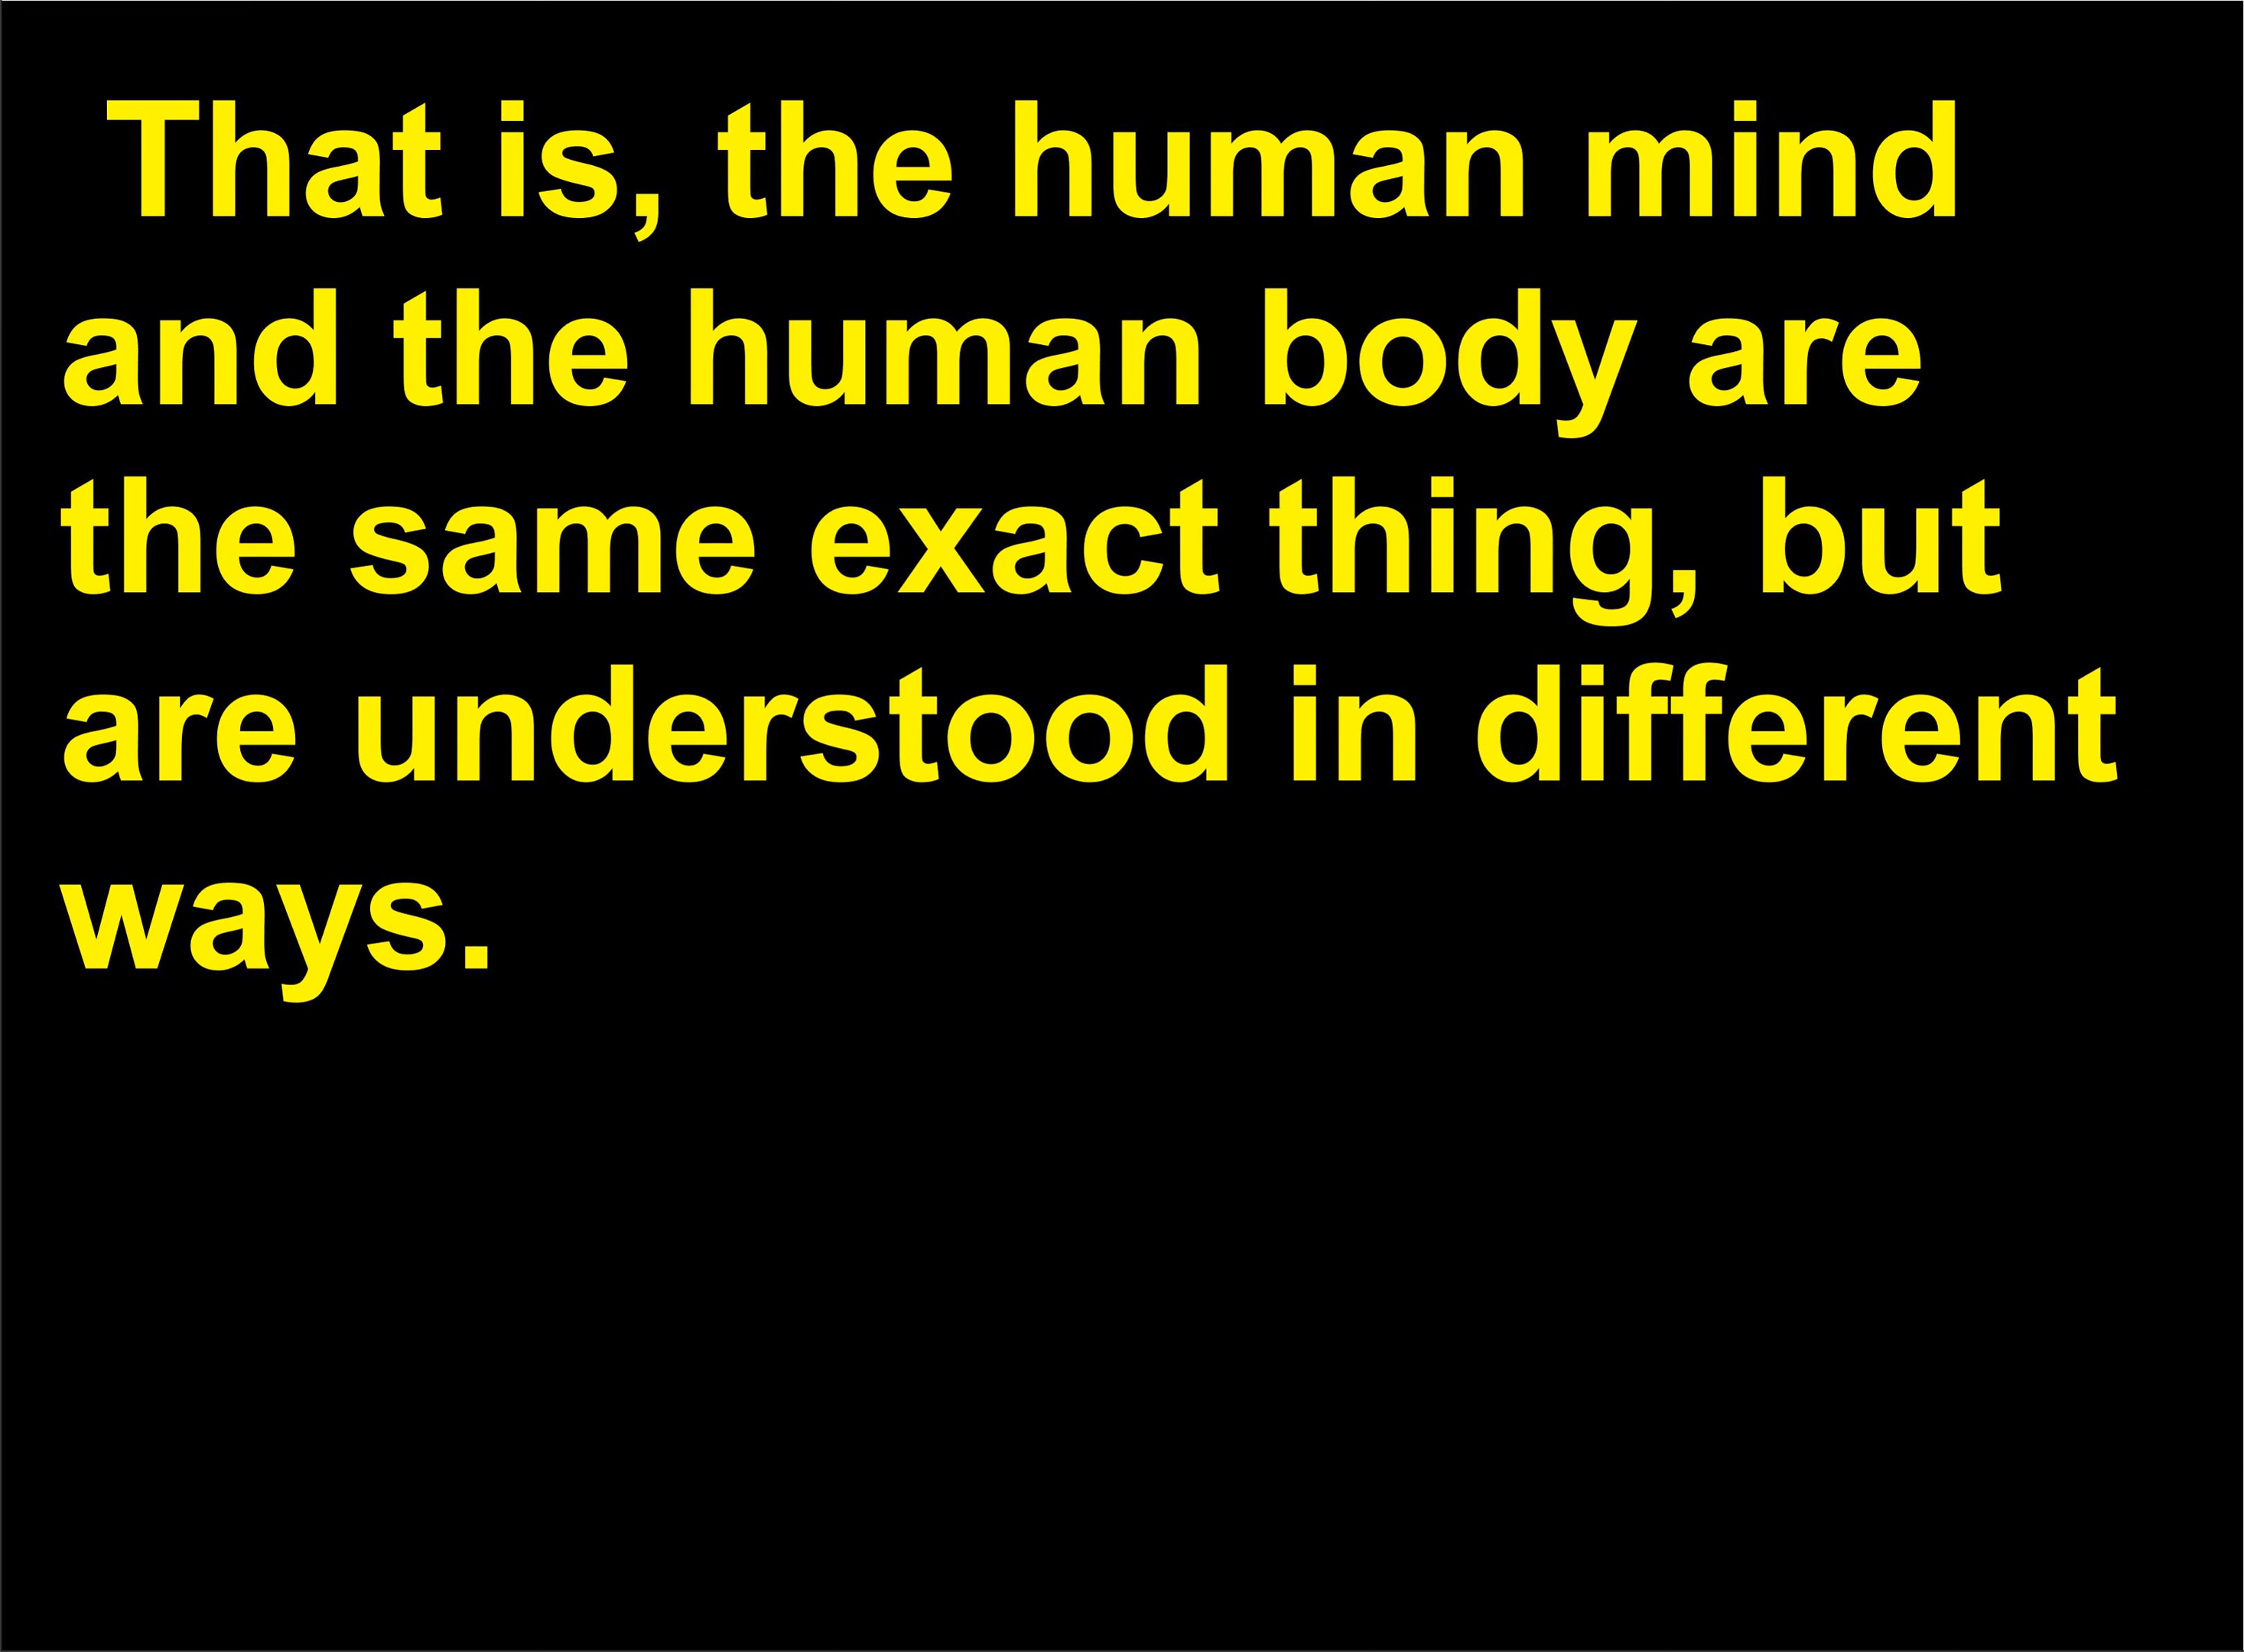 That is, the human mind
and the human body are
the same exact thing, but
are understood in different
ways.